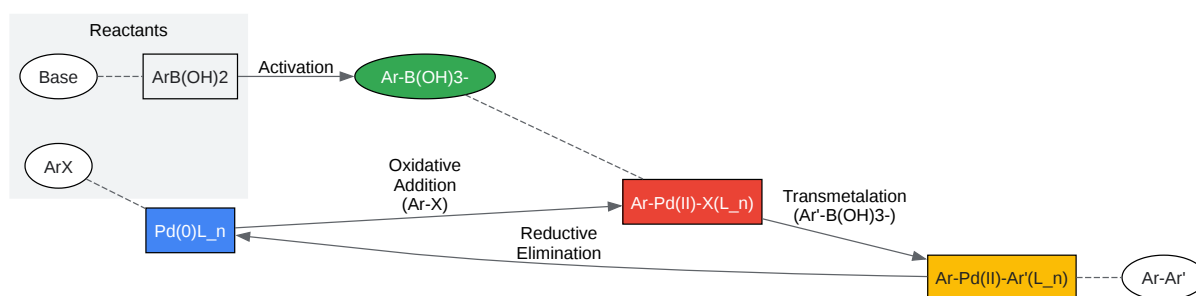 Reactants
Base
ArB(OH)2
Activation
Ar-B(OH)3-
ArX
Oxidative
Addition
(Ar-X)
Pd(0)L_n
Ar-Pd(II)-X(L_n)
Transmetalation
(Ar'-B(OH)3-)
Reductive
Elimination
Ar-Pd(II)-Ar'(L_n)
Ar-Ar'